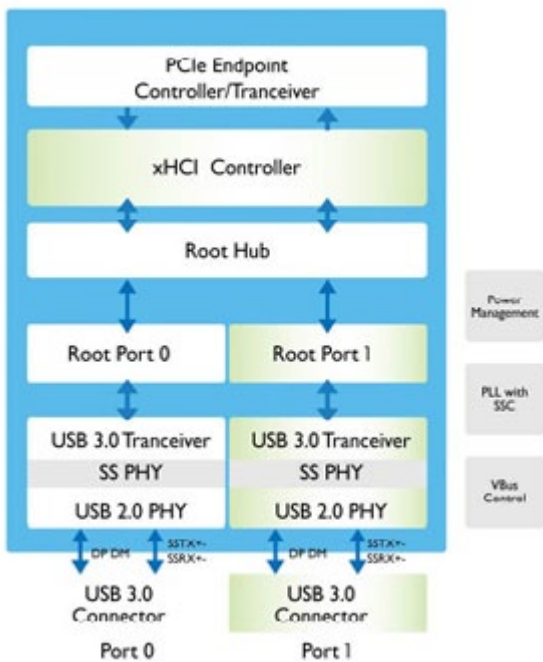 PCIe Endpoint
Controller/Tranceiver
xHCI Controller
Root Hub
Root Port 0
Root Port 1
Power
Management
PLL with
SSC
VBus
Control
USB 3.0 Tranceiver
SS PHY
USB 2.0 PHY
USB 3.0 Tranceiver
SS PHY
USB 2.0 PHY
DP DM
SSTX+-
SSRX+-
DP DM
SSTX+-
SSRX+-
USB 3.0
Connector
USB 3.0
Connector
Port 0
Port 1